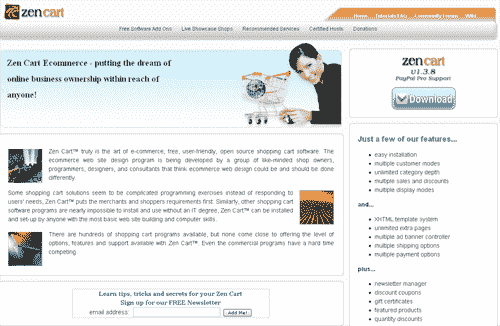 zen cart
Home Tutorials/FAQ Community Forum Wiki
Free Software Add Ons Live Showcase Shops Recommended Services Certified Hosts Donations
Zen Cart Ecommerce - putting the dream of
online business ownership within reach of
anyone!
zen cart
v1.3.8
PayPal Pro Support
Download
Zen Cart™ truly is the art of e-commerce; free, user-friendly, open source shopping cart software. The
ecommerce web site design program is being developed by a group of like-minded shop owners,
programmers, designers, and consultants that think ecommerce web design could be and should be done
differently.
Some shopping cart solutions seem to be complicated programming exercises instead of responding to
users' needs, Zen Cart™ puts the merchants and shoppers requirements first. Similarly, other shopping cart
software programs are nearly impossible to install and use without an IT degree, Zen Cart™ can be installed
and set-up by anyone with the most basic web site building and computer skills.
There are hundreds of shopping cart programs available, but none come close to offering the level of
options, features and support available with Zen Cart™. Even the commercial programs have a hard time
competing.
Learn tips, tricks and secrets for your Zen Cart
Sign up for our FREE Newsletter
email address: Add Me!
Just a few of our features...
easy installation
multiple customer modes
unlimited category depth
multiple sales and discounts
multiple display modes
and...
XHTML template system
unlimited extra pages
multiple ad banner controller
multiple shipping options
multiple payment options
plus...
newsletter manager
discount coupons
gift certificates
featured products
quantity discounts